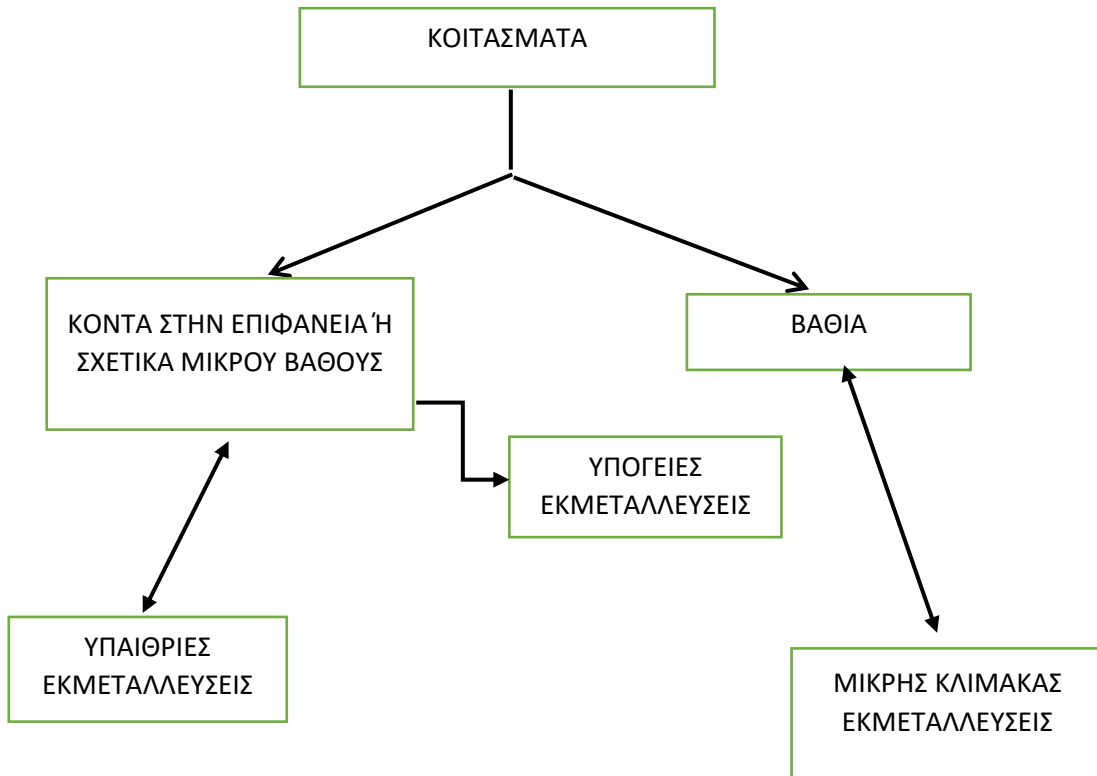 ΚΟΙΤΑΣΜΑΤΑ
ΚΟΝΤΑ ΣΤΗΝ ΕΠΙΦΑΝΕΙΑ Ή
ΣΧΕΤΙΚΑ ΜΙΚΡΟΥ ΒΑΘΟΥΣ
ΒΑΘΙΑ
ΥΠΟΓΕΙΕΣ
ΕΚΜΕΤΑΛΛΕΥΣΕΙΣ
ΥΠΑΙΘΡΙΕΣ
ΕΚΜΕΤΑΛΛΕΥΣΕΙΣ
ΜΙΚΡΗΣ ΚΛΙΜΑΚΑΣ
ΕΚΜΕΤΑΛΛΕΥΣΕΙΣ